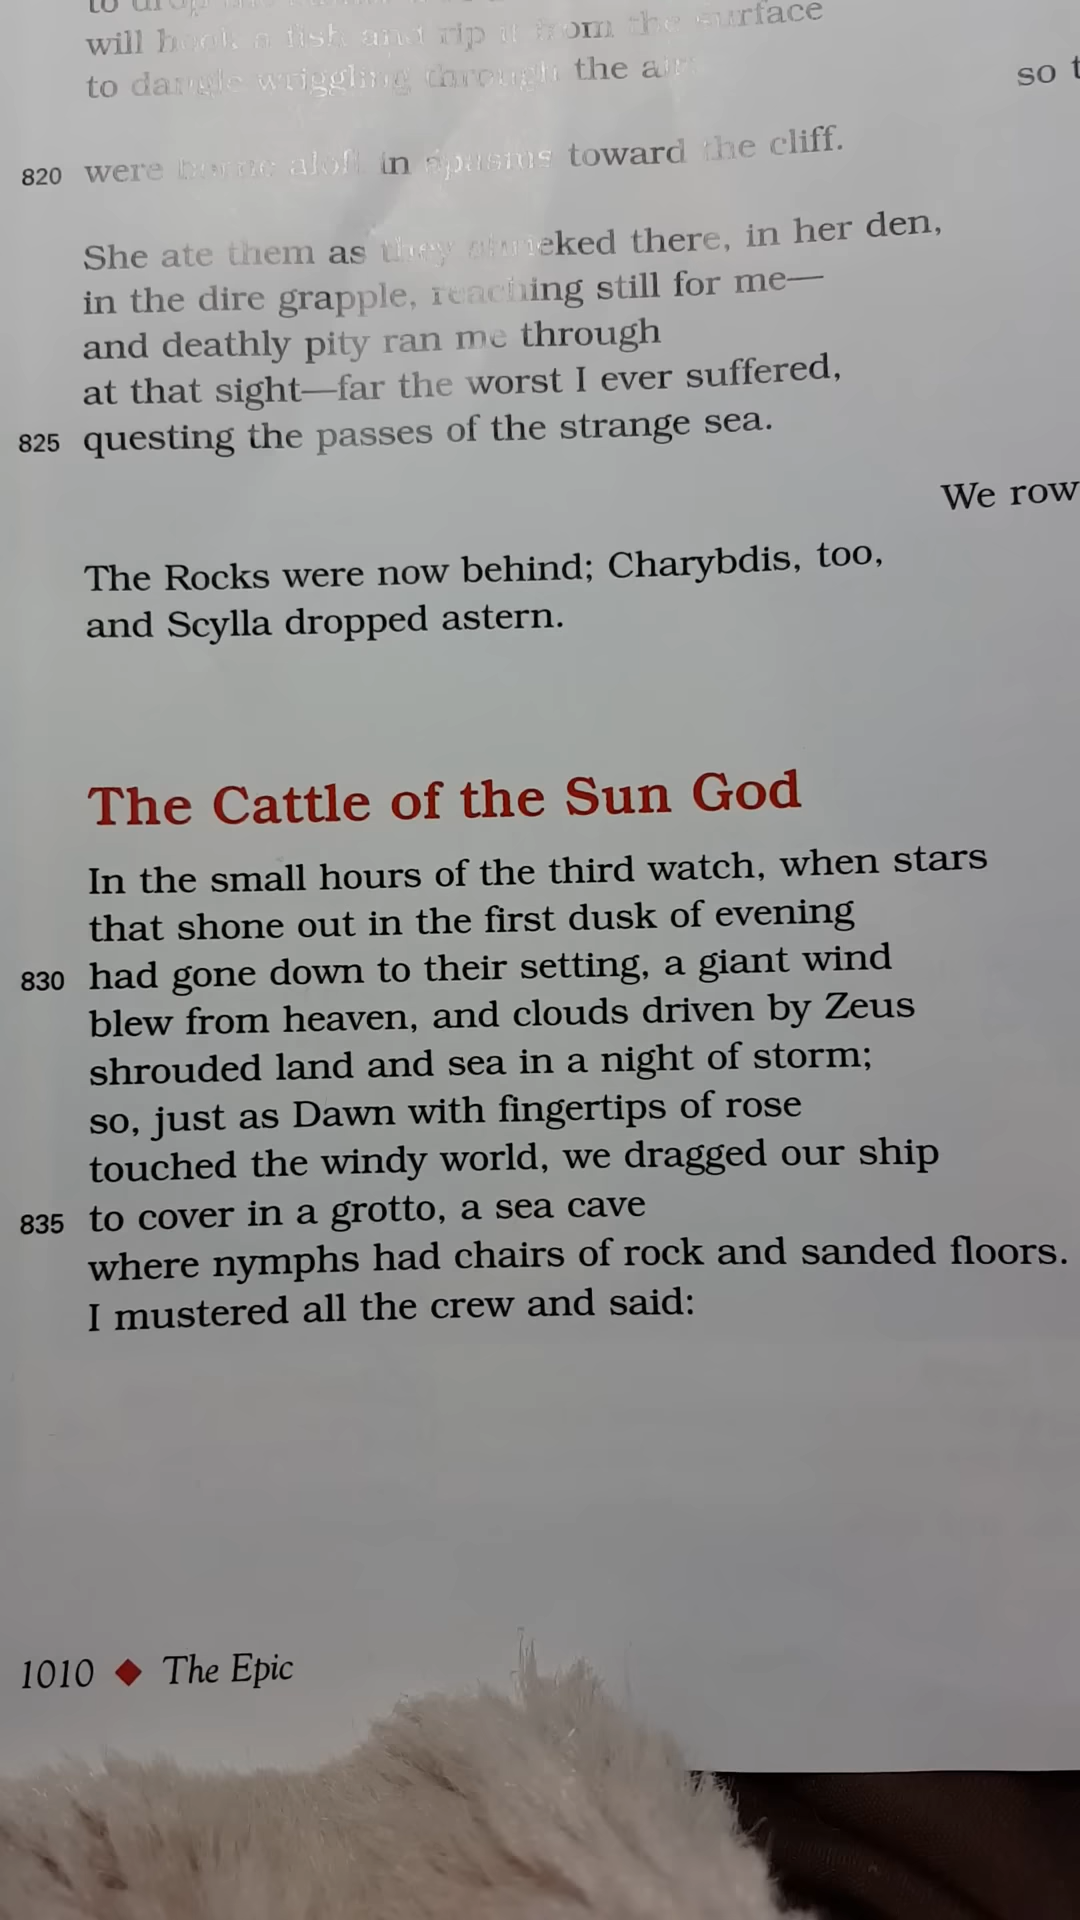 will hook a fish and rip it from the surface
to dangle wriggling through the air:
so
820 were borne aloft in spasms toward the cliff.
She ate them as they shrieked there, in her den,
in the dire grapple, reaching still for me—
and deathly pity ran me through
at that sight—far the worst I ever suffered,
825 questing the passes of the strange sea.
We row
The Rocks were now behind; Charybdis, too,
and Scylla dropped astern.
The Cattle of the Sun God
In the small hours of the third watch, when stars
that shone out in the first dusk of evening
830 had gone down to their setting, a giant wind
blew from heaven, and clouds driven by Zeus
shrouded land and sea in a night of storm;
so, just as Dawn with fingertips of rose
touched the windy world, we dragged our ship
835 to cover in a grotto, a sea cave
where nymphs had chairs of rock and sanded floors.
I mustered all the crew and said:
1010 ◆ The Epic